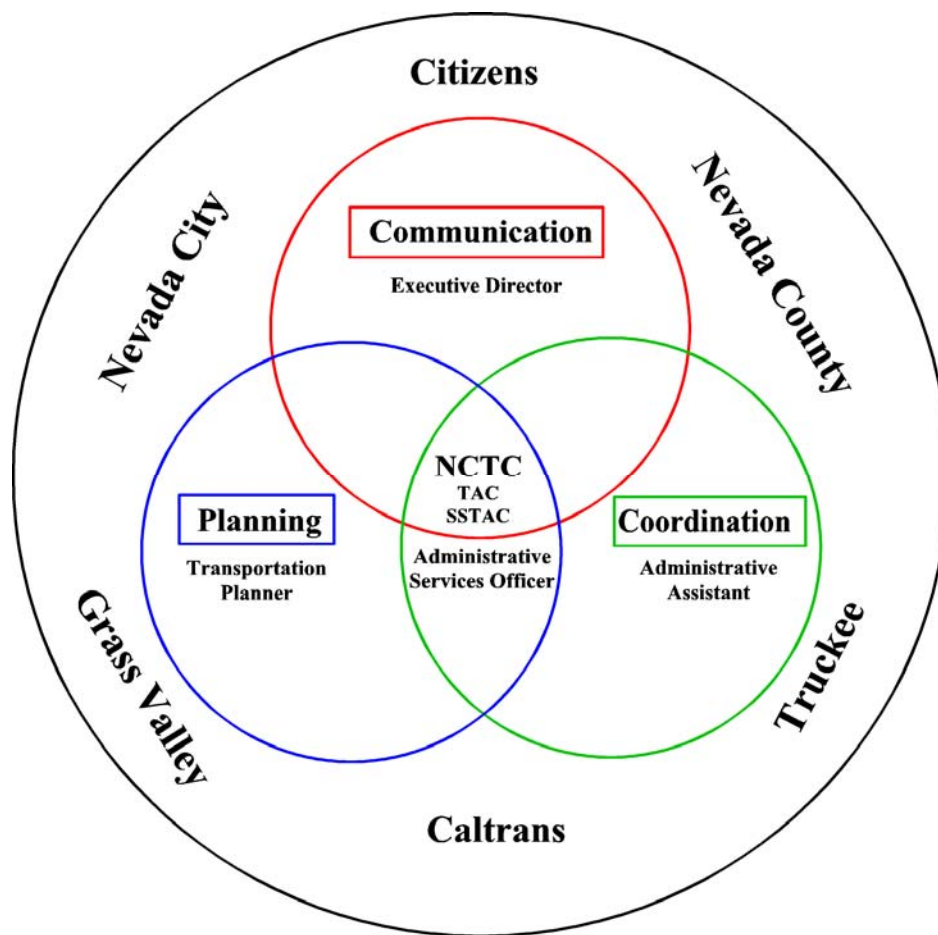 Citizens
Nevada City
Nevada County
Communication
Executive Director
NCTC
TAC
SSTAC
Planning
Coordination
Administrative
Services Officer
Transportation
Planner
Administrative
Assistant
Grass Valley
Truckee
Caltrans